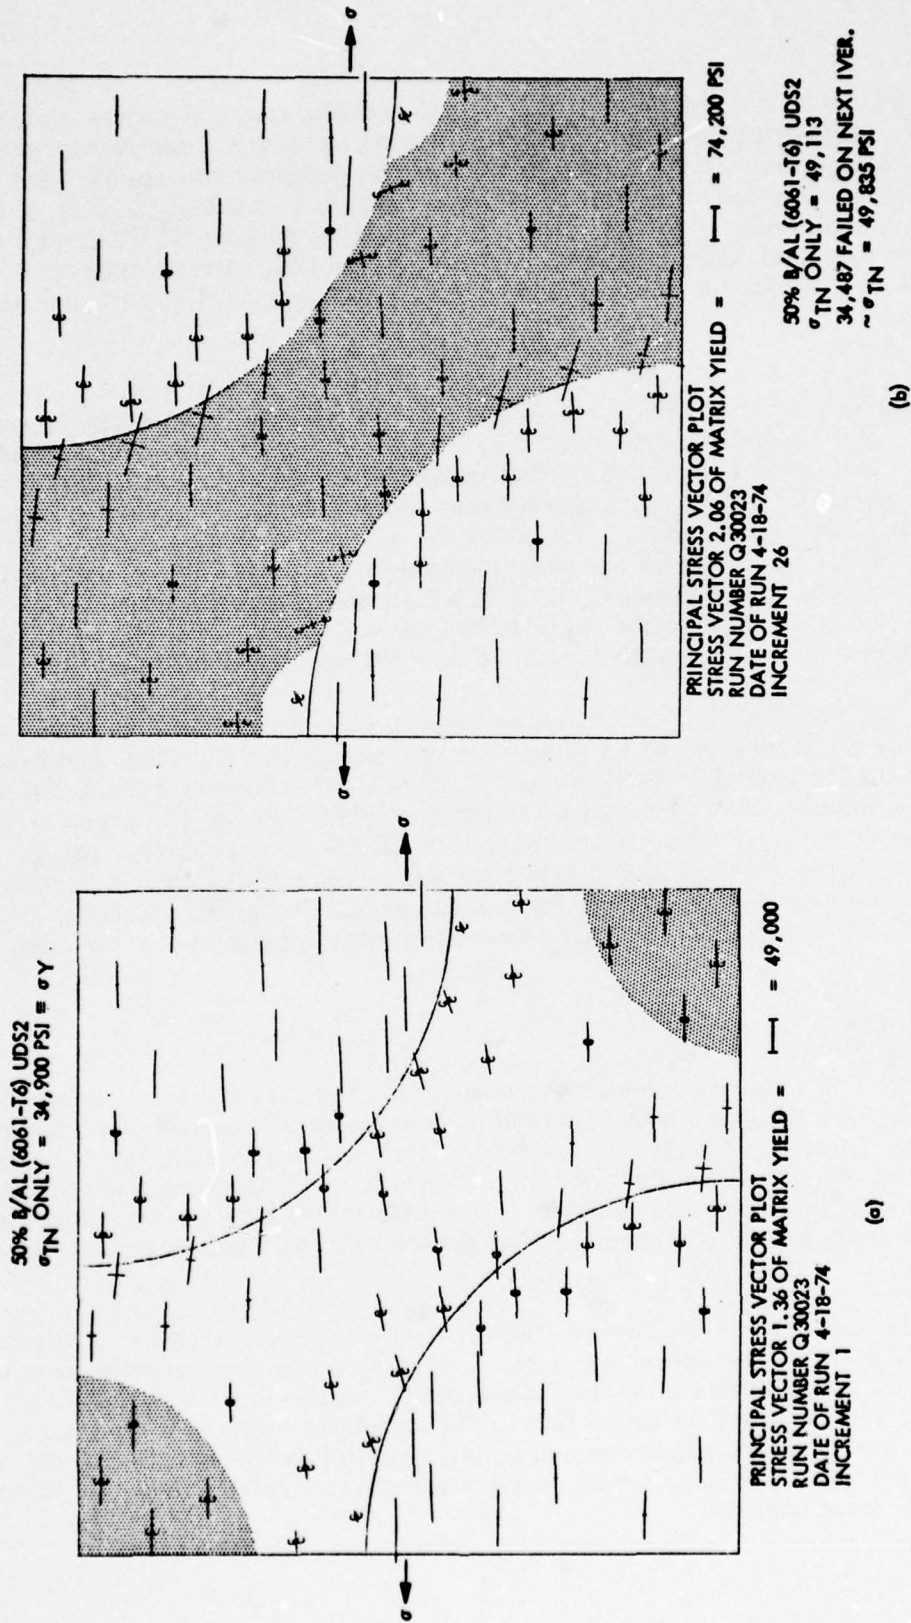 50% B/AL (6061-T6) UDS2
σTN ONLY = 34,900 PSI ≡ σY
σ
σ
PRINCIPAL STRESS VECTOR PLOT
STRESS VECTOR 1.36 OF MATRIX YIELD = = 49,000
RUN NUMBER Q30023
DATE OF RUN 4-18-74
INCREMENT 1
(a)
σ
σ
PRINCIPAL STRESS VECTOR PLOT
STRESS VECTOR 2.06 OF MATRIX YIELD = = 74,200 PSI
RUN NUMBER Q30023
DATE OF RUN 4-18-74
INCREMENT 26
50% B/AL (6061-T6) UDS2
σTN ONLY = 49,113
34,487 FAILED ON NEXT IVER.
~ σTN = 49,835 PSI
(b)